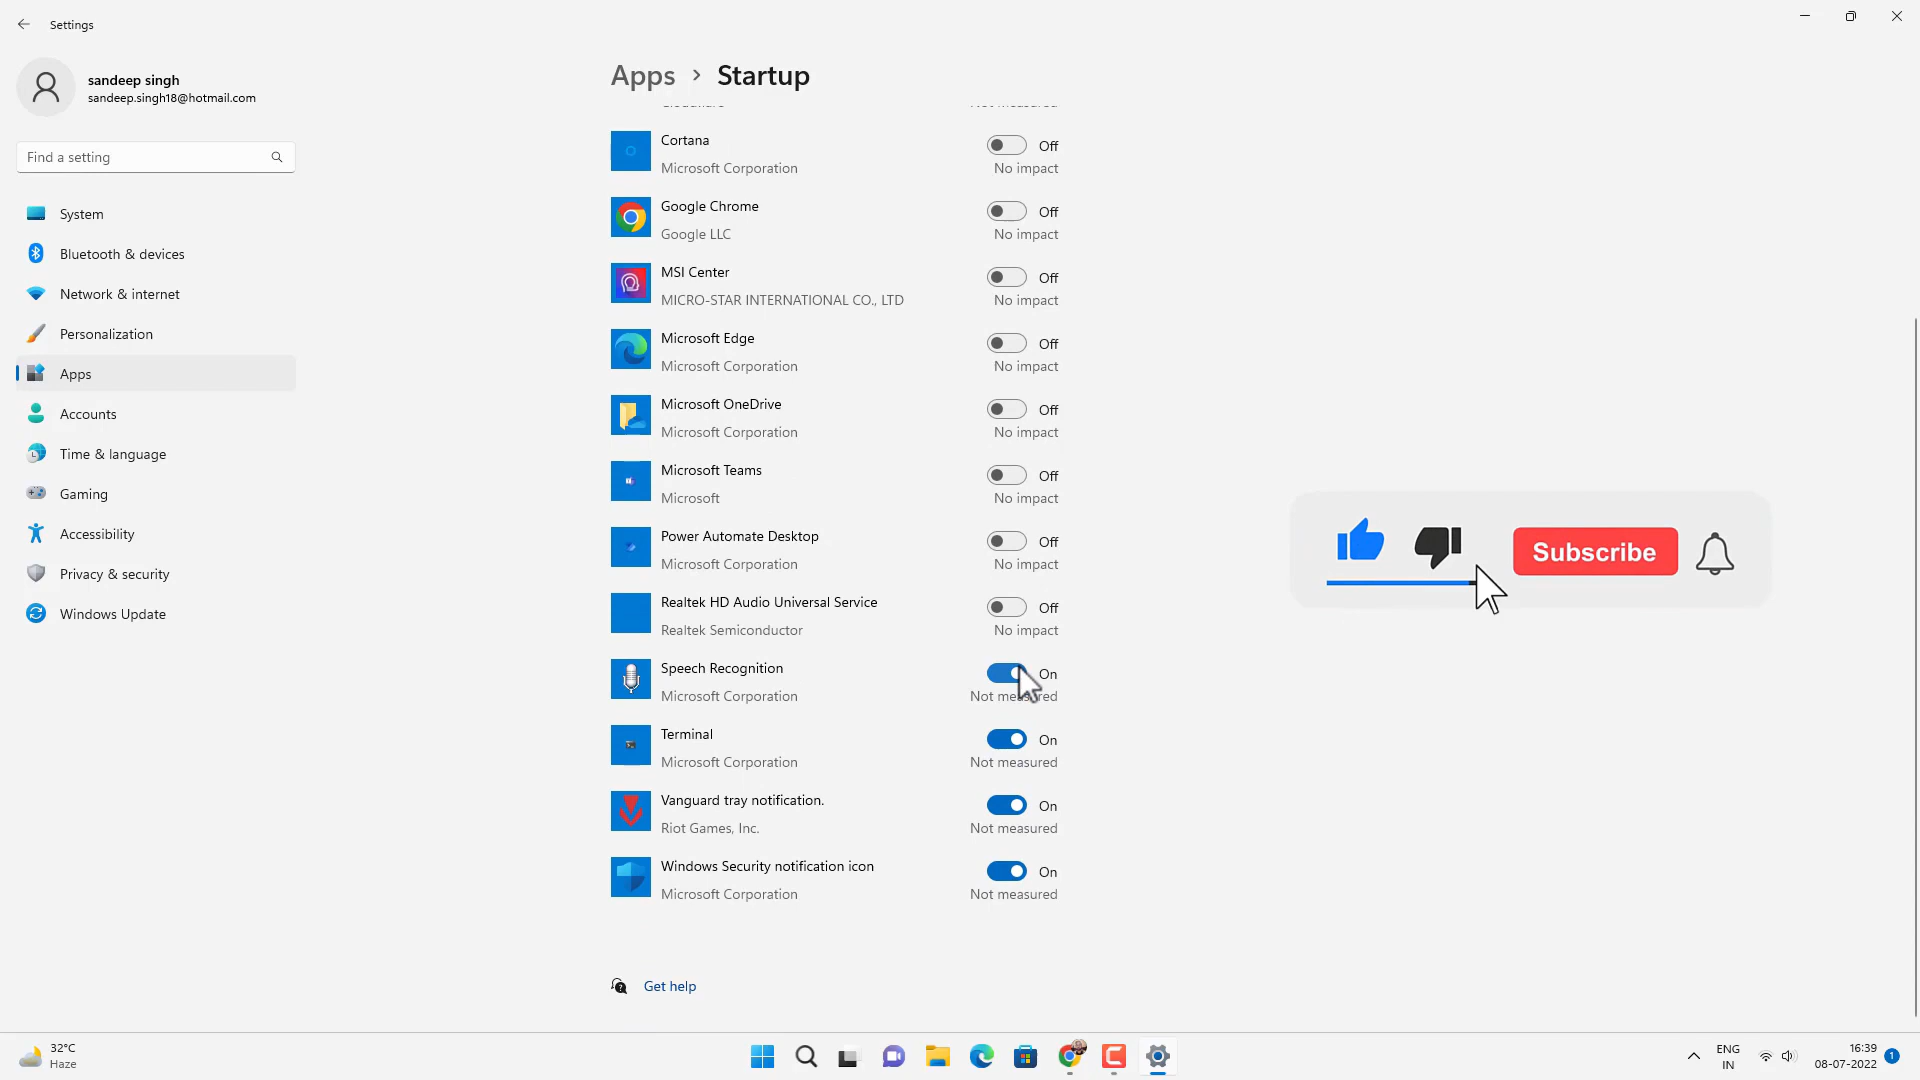 Settings
sandeep singh
sandeep.singh18@hotmail.com
Find a setting
System
Bluetooth & devices
Network & internet
Personalization
Apps
Accounts
Time & language
Gaming
Accessibility
Privacy & security
Windows Update
Apps > Startup
Cortana
Off
Microsoft Corporation
No impact
Google Chrome
Off
Google LLC
No impact
MSI Center
Off
MICRO-STAR INTERNATIONAL CO., LTD
No impact
Microsoft Edge
Off
Microsoft Corporation
No impact
Microsoft OneDrive
Off
Microsoft Corporation
No impact
Microsoft Teams
Off
Microsoft
No impact
Power Automate Desktop
Off
Microsoft Corporation
No impact
Realtek HD Audio Universal Service
Off
Realtek Semiconductor
No impact
Speech Recognition
On
Microsoft Corporation
Not measured
Terminal
On
Microsoft Corporation
Not measured
Vanguard tray notification.
On
Riot Games, Inc.
Not measured
Windows Security notification icon
On
Microsoft Corporation
Not measured
Get help
Subscribe
32°C
Haze
ENG
IN
16:39
08-07-2022
1